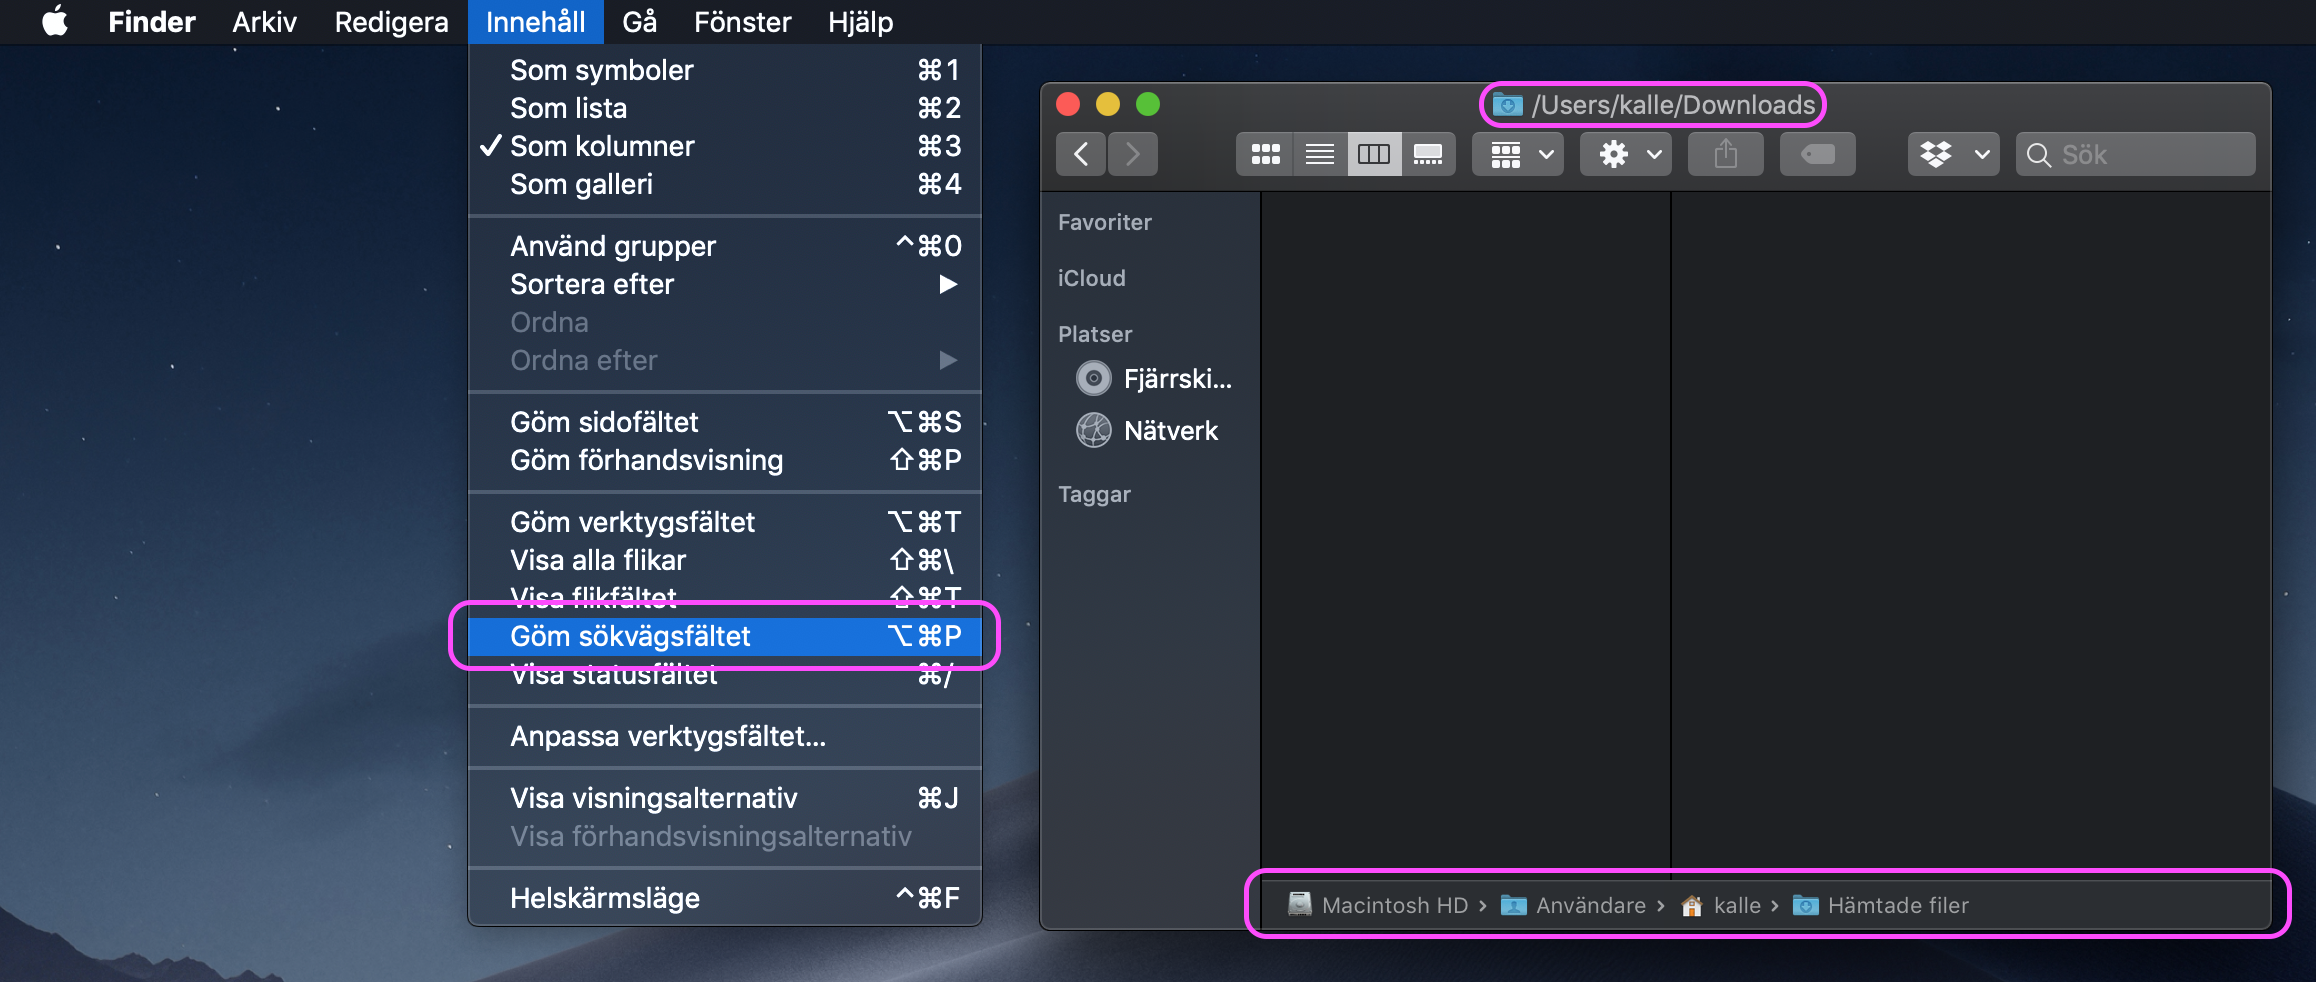 Finder Arkiv Redigera Innehåll Gå Fönster Hjälp
Som symboler ⌘1
Som lista ⌘2
✓ Som kolumner ⌘3
Som galleri ⌘4
Använd grupper ^⌘0
Sortera efter ▶
Ordna
Ordna efter ▶
Göm sidofältet ⌥⌘S
Göm förhandsvisning ⇧⌘P
Göm verktygsfältet ⌥⌘T
Visa alla flikar ⇧⌘\
Visa flikfältet ⇧⌘T
Göm sökvägsfältet ⌥⌘P
Visa statusfältet ⌘/
Anpassa verktygsfältet...
Visa visningsalternativ ⌘J
Visa förhandsvisningsalternativ
Helskärmsläge ^⌘F
/Users/kalle/Downloads
Sök
Favoriter
iCloud
Platser
Fjärrski...
Nätverk
Taggar
Macintosh HD › Användare › kalle › Hämtade filer